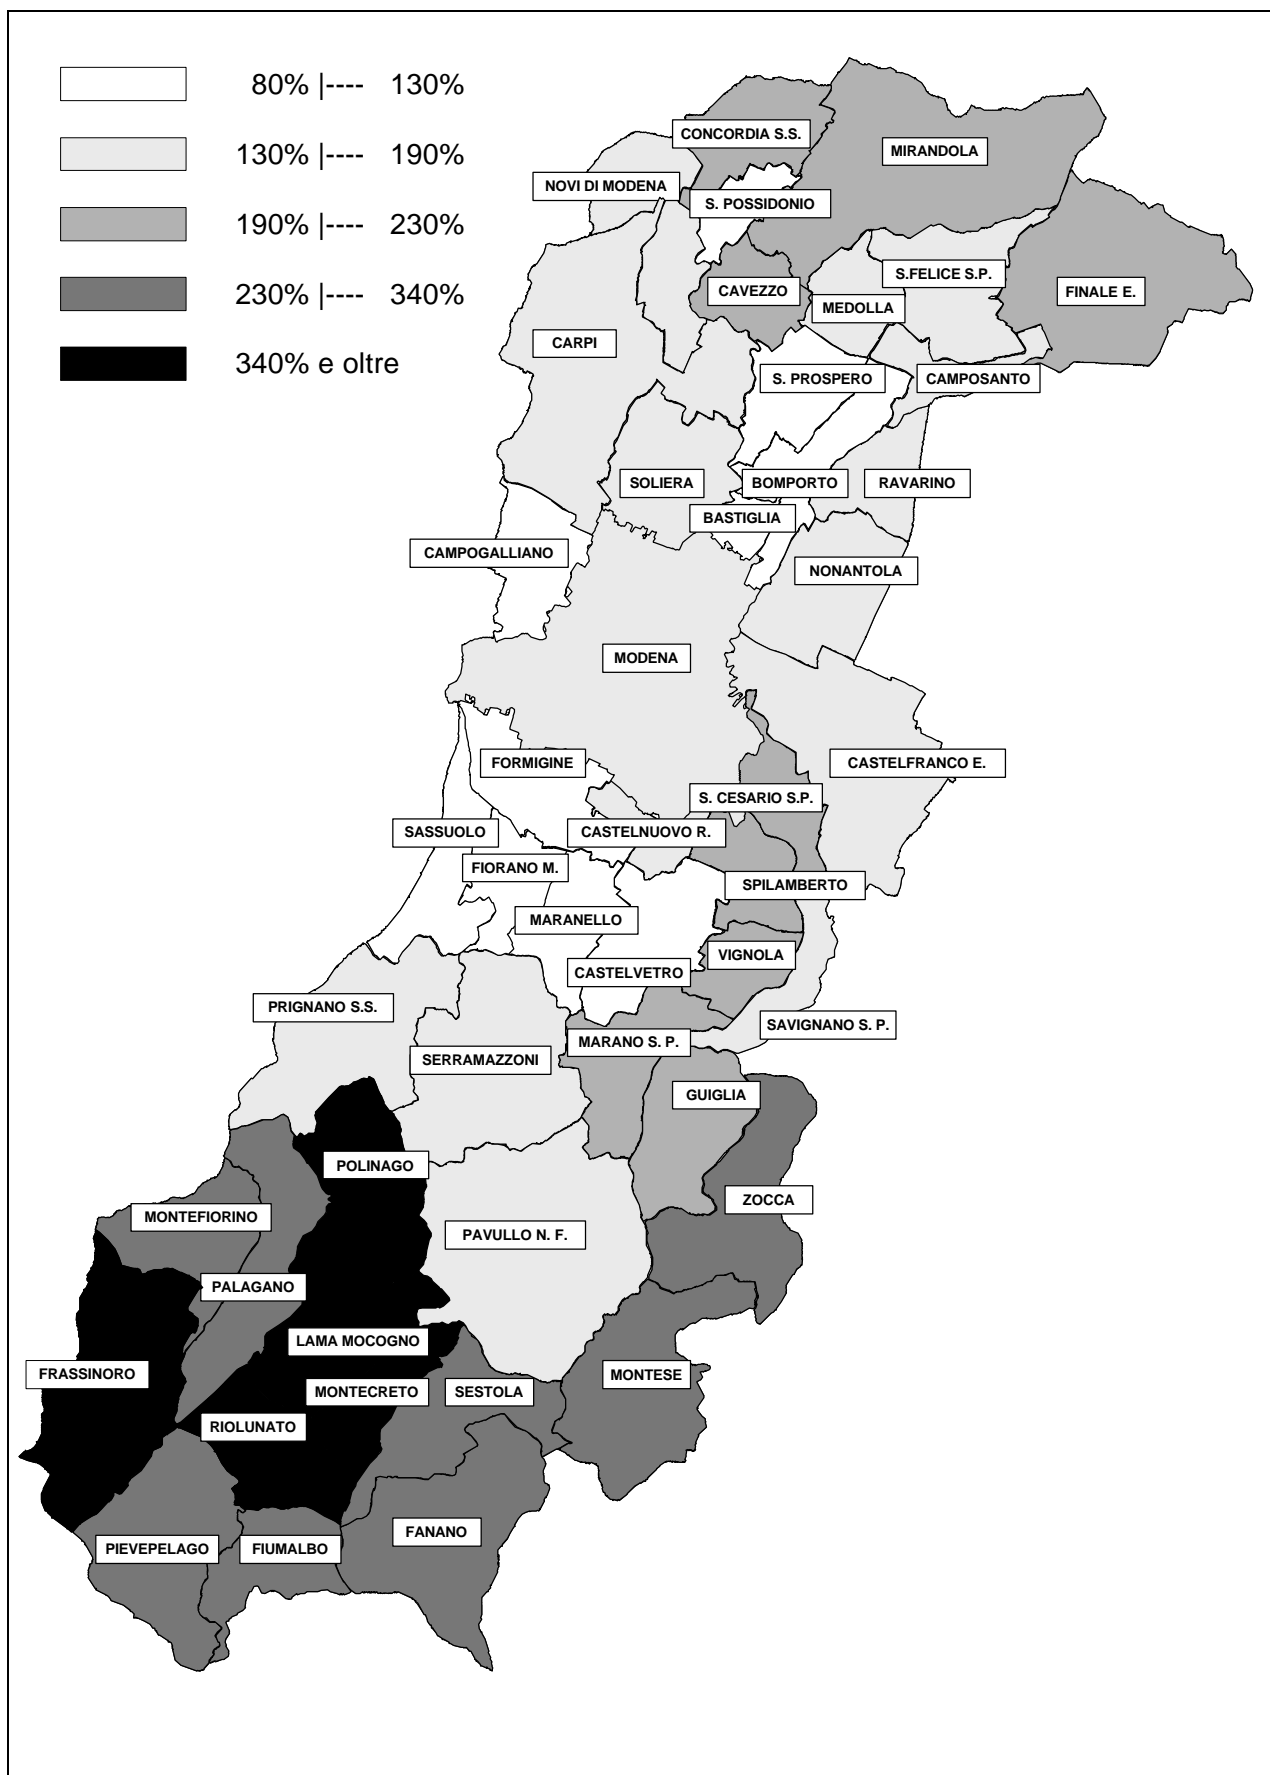 80% |---- 130%
130% |---- 190%
190% |---- 230%
230% |---- 340%
340% e oltre
CONCORDIA S.S.
MIRANDOLA
NOVI DI MODENA
S. POSSIDONIO
S.FELICE S.P.
CAVEZZO
FINALE E.
MEDOLLA
CARPI
S. PROSPERO
CAMPOSANTO
SOLIERA
BOMPORTO
RAVARINO
BASTIGLIA
CAMPOGALLIANO
NONANTOLA
MODENA
FORMIGINE
CASTELFRANCO E.
S. CESARIO S.P.
SASSUOLO
CASTELNUOVO R.
FIORANO M.
SPILAMBERTO
MARANELLO
VIGNOLA
CASTELVETRO
PRIGNANO S.S.
SAVIGNANO S. P.
MARANO S. P.
SERRAMAZZONI
GUIGLIA
POLINAGO
ZOCCA
MONTEFIORINO
PAVULLO N. F.
PALAGANO
LAMA MOCOGNO
FRASSINORO
MONTESE
MONTECRETO
SESTOLA
RIOLUNATO
FANANO
PIEVEPELAGO
FIUMALBO